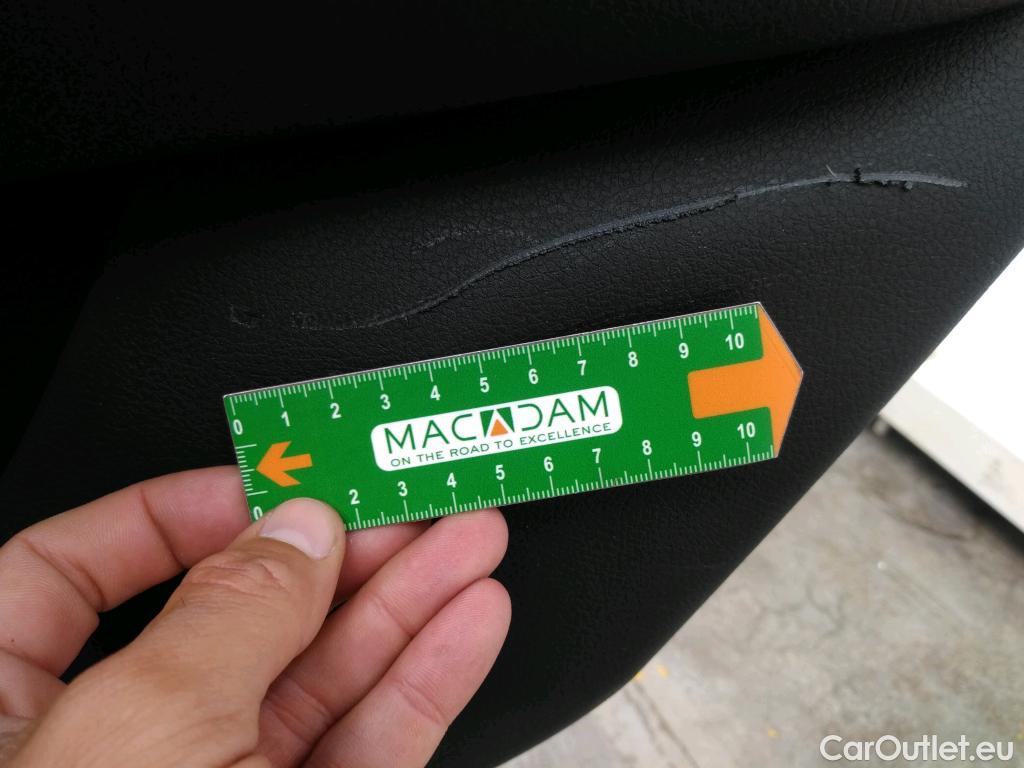 0 1 2 3 4 5 6 7 8 9 10
MACADAM
ON THE ROAD TO EXCELLENCE
0 2 3 4 5 6 7 8 9 10
CarOutlet.eu